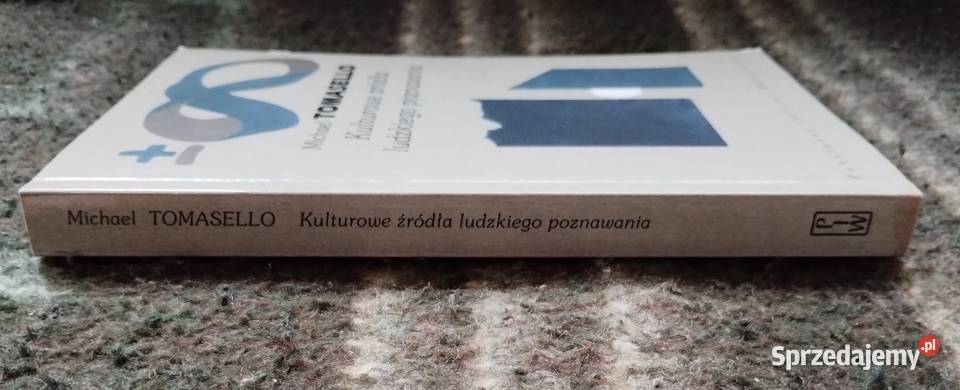 Michael TOMASELLO
Kulturowe źródła
ludzkiego poznawania
Michael TOMASELLO Kulturowe źródła ludzkiego poznawania
PIW
Sprzedajemy.pl